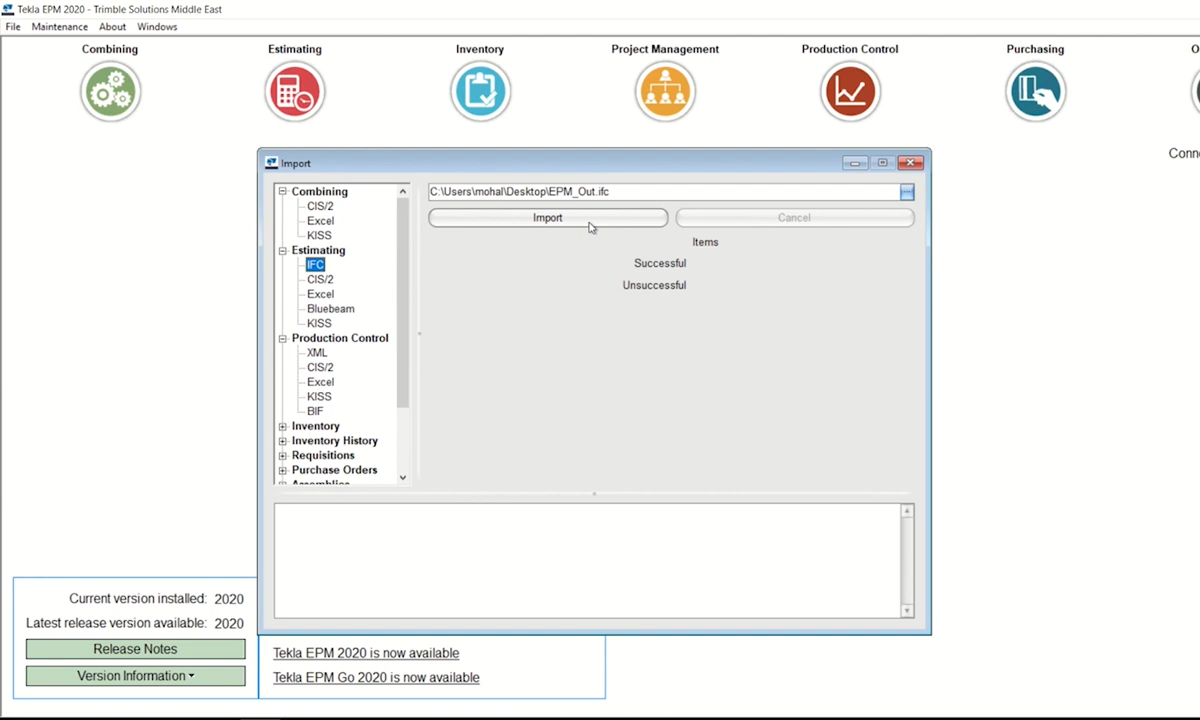 Tekla EPM 2020 - Trimble Solutions Middle East
File Maintenance About Windows
Combining Estimating Inventory Project Management Production Control Purchasing
Import
C:\Users\mohal\Desktop\EPM_Out.ifc
Import Cancel
Items
Successful
Unsuccessful
Combining
CIS/2
Excel
KISS
Estimating
IFC
CIS/2
Excel
Bluebeam
KISS
Production Control
XML
CIS/2
Excel
KISS
BIF
Inventory
Inventory History
Requisitions
Purchase Orders
Assemblies
Current version installed: 2020
Latest release version available: 2020
Release Notes
Version Information
Tekla EPM 2020 is now available
Tekla EPM Go 2020 is now available